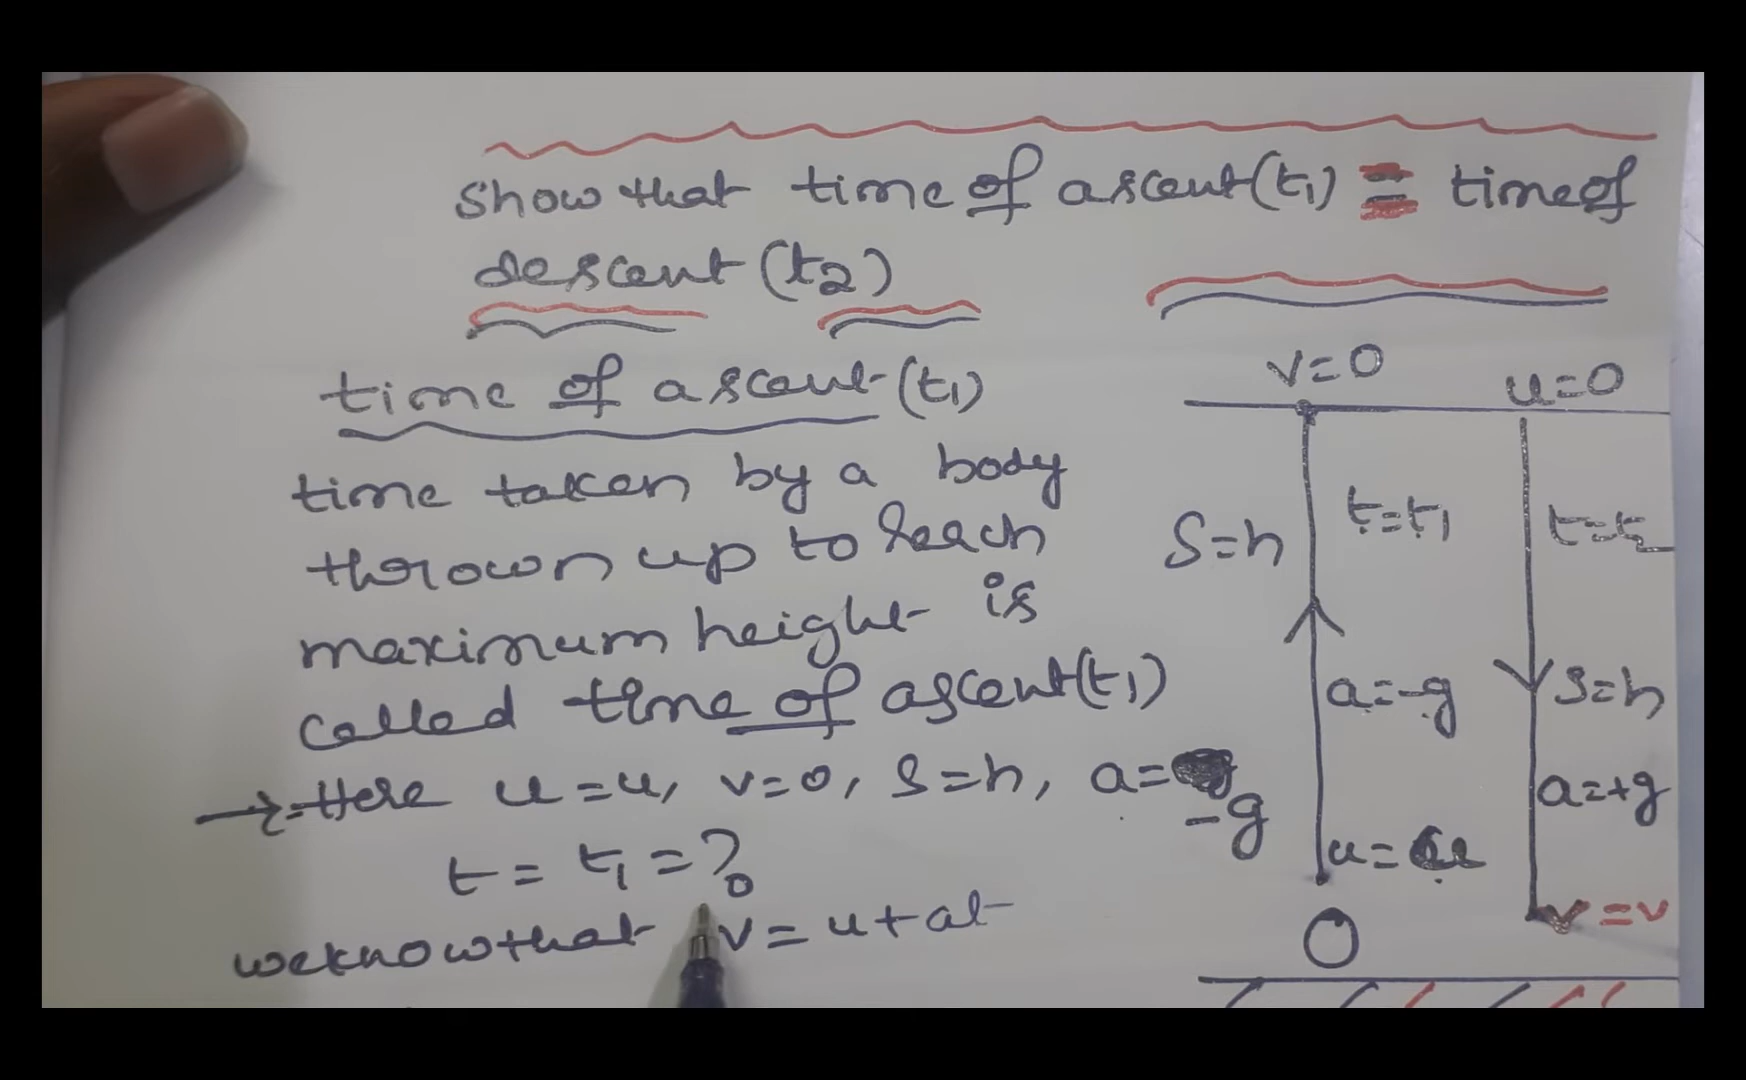 Show that time of ascent (t1) = time of
descent (t2)
time of ascent (t1)
time taken by a body
thrown up to reach
maximum height is
called time of ascent (t1)
→ Here u = u, v = 0, S = h, a =
-g
t = t1 = ?
we know that v = u + at
v=0
u=0
t=t1
t=t2
S=h
a=-g
S=h
a=+g
u=u
v=v